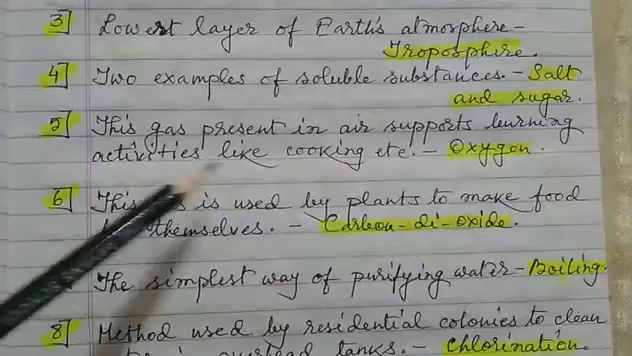 3] Lowest layer of Earth's atmosphere -
Troposphere.
4] Two examples of soluble substances. - Salt
and sugar.
5] This gas present in air supports burning
activities like cooking etc. - Oxygen.
6] This is used by plants to make food
themselves. - Carbon-di-oxide.
The simplest way of purifying water - Boiling.
8] Method used by residential colonies to clean
overhead tanks. - Chlorination.